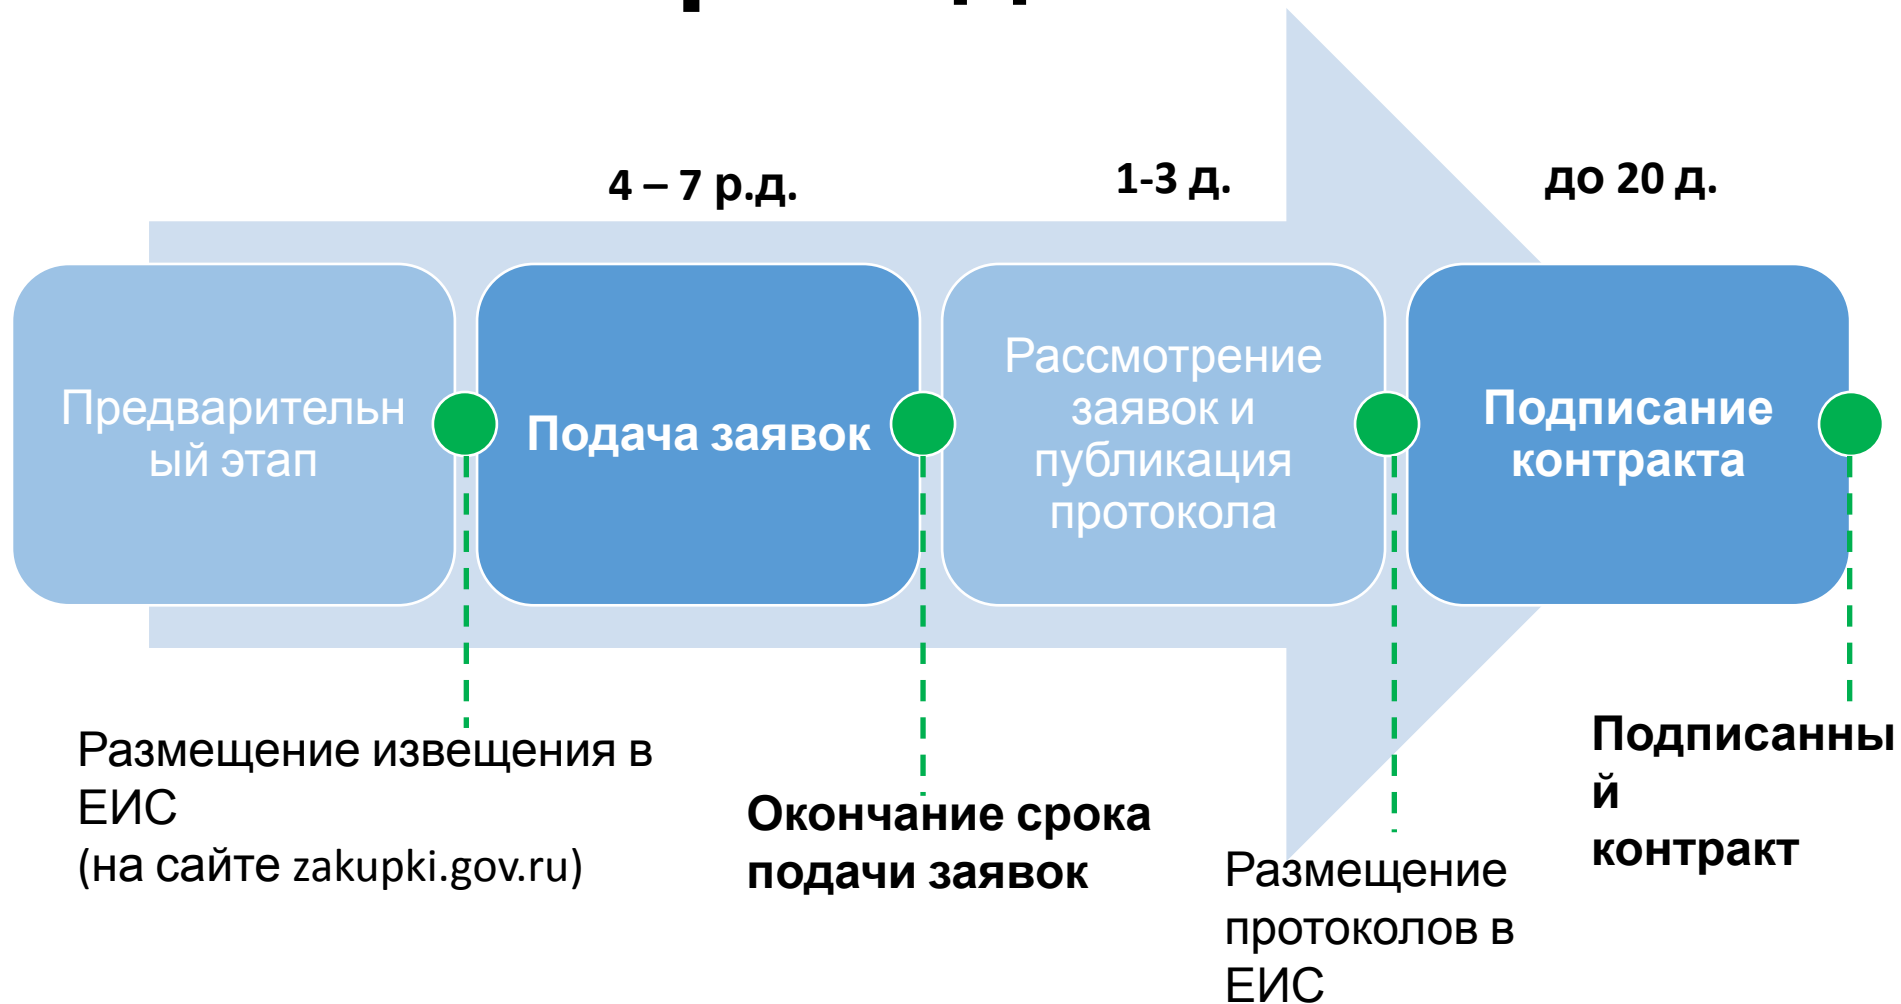 4 – 7 р.д.
1-3 д.
до 20 д.
Предварительн
ый этап
Подача заявок
Рассмотрение
заявок и
публикация
протокола
Подписание
контракта
Размещение извещения в
ЕИС
(на сайте zakupki.gov.ru)
Окончание срока
подачи заявок
Размещение
протоколов в
ЕИС
Подписанны
й
контракт